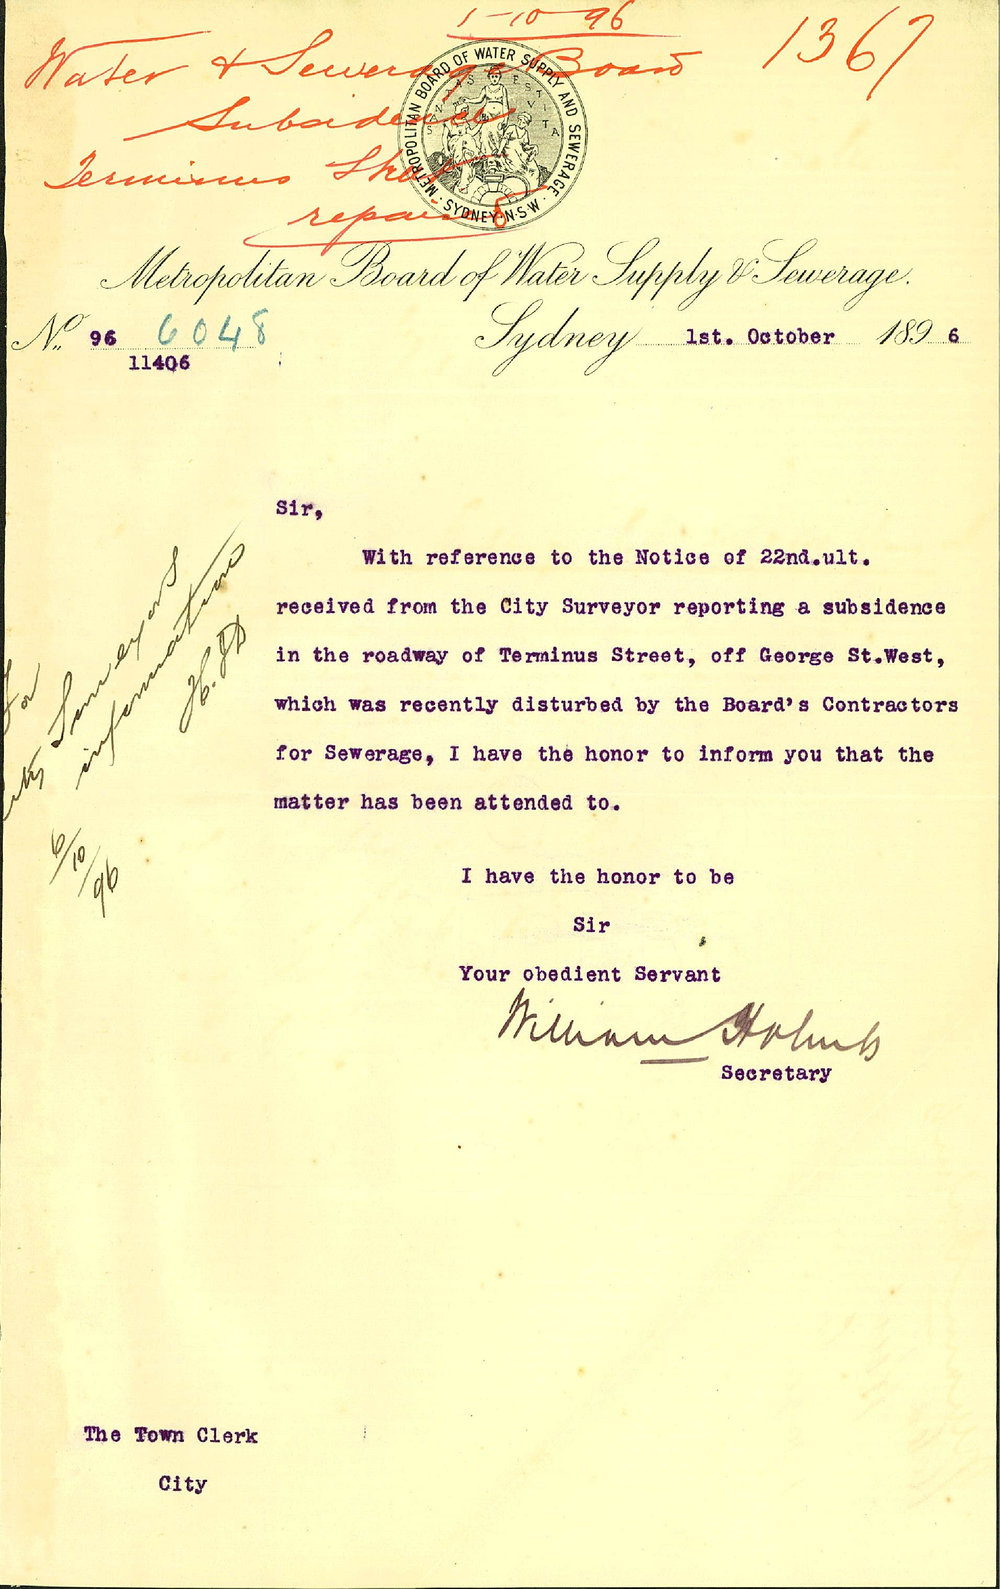 1-10-96
1367
Water & Sewerage Board
Subsidence
Terminus Street
repair
METROPOLITAN BOARD OF WATER SUPPLY AND SEWERAGE.
· SYDNEY· N·S·W ·
SANITAS EST VITA
Metropolitan Board of Water Supply & Sewerage.
No. 96 6048
11406
Sydney 1st. October 1896
Sir,
With reference to the Notice of 22nd.ult.
received from the City Surveyor reporting a subsidence
in the roadway of Terminus Street, off George St.West,
which was recently disturbed by the Board's Contractors
for Sewerage, I have the honor to inform you that the
matter has been attended to.
For
City Surveyors
information
6/10/96
I have the honor to be
Sir
Your obedient Servant
William Holmes
Secretary
The Town Clerk
City